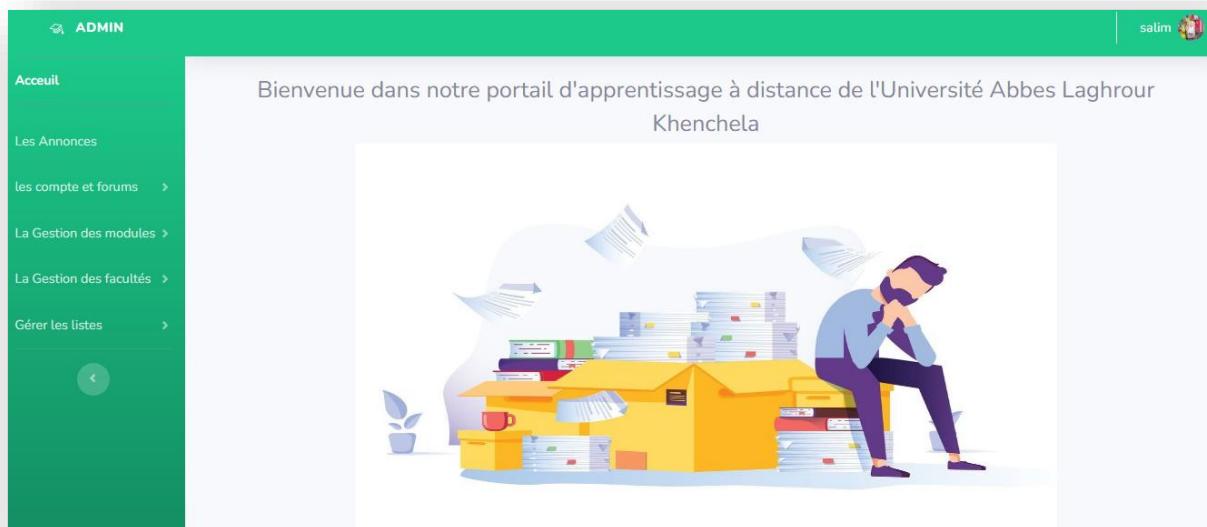 ADMIN
salim
Acceuil
Bienvenue dans notre portail d'apprentissage à distance de l'Université Abbes Laghrour
Khenchela
Les Annonces
les compte et forums
La Gestion des modules
La Gestion des facultés
Gérer les listes